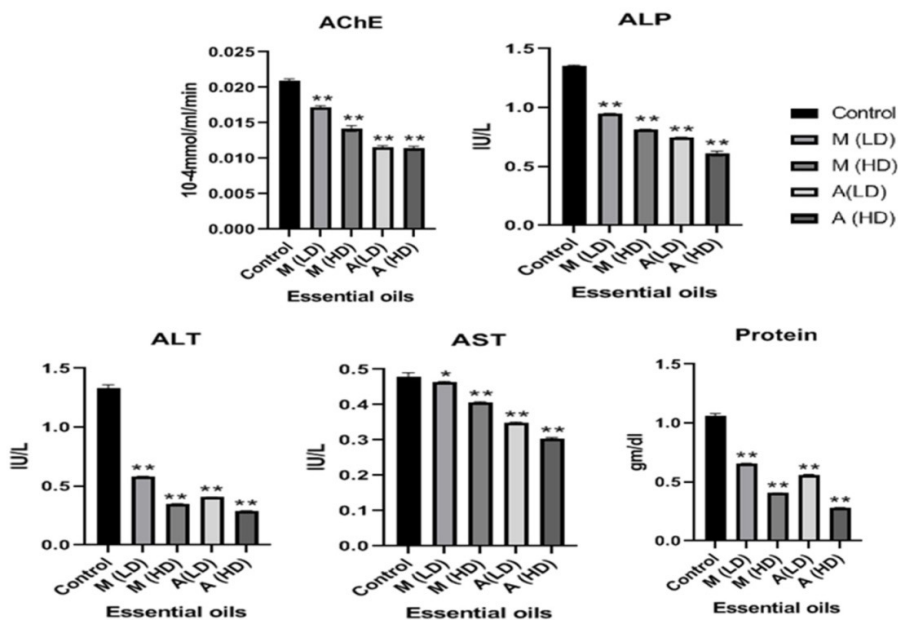 AChE
10-4mmol/ml/min
0.025
0.020
0.015
0.010
0.005
0.000
**
**
**
**
Control
M (LD)
M (HD)
A(LD)
A (HD)
Essential oils
ALP
IU/L
1.5
1.0
0.5
0.0
**
**
**
**
Control
M (LD)
M (HD)
A(LD)
A (HD)
Essential oils
Control
M (LD)
M (HD)
A(LD)
A (HD)
ALT
IU/L
1.5
1.0
0.5
0.0
**
**
**
**
Control
M (LD)
M (HD)
A(LD)
A (HD)
Essential oils
AST
IU/L
0.5
0.4
0.3
0.2
0.1
0.0
*
**
**
**
Control
M (LD)
M (HD)
A(LD)
A (HD)
Essential oils
Protein
gm/dl
1.5
1.0
0.5
0.0
**
**
**
**
Control
M (LD)
M (HD)
A(LD)
A (HD)
Essential oils